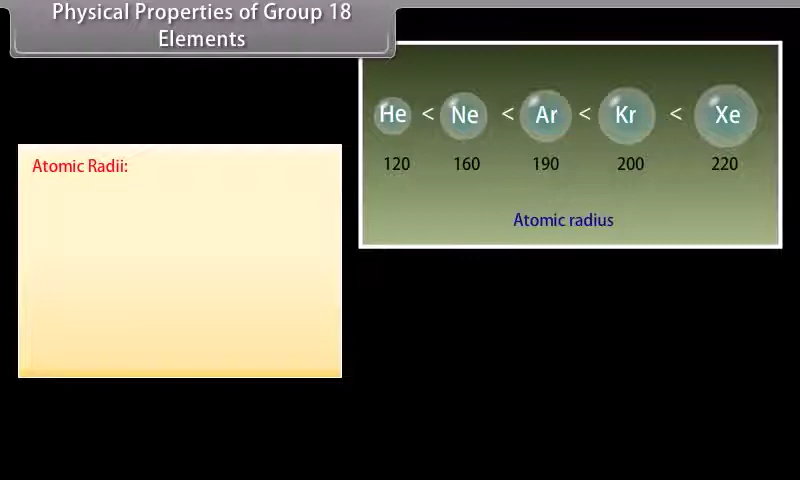 Physical Properties of Group 18
Elements
He < Ne < Ar < Kr < Xe
120 160 190 200 220
Atomic radius
Atomic Radii: